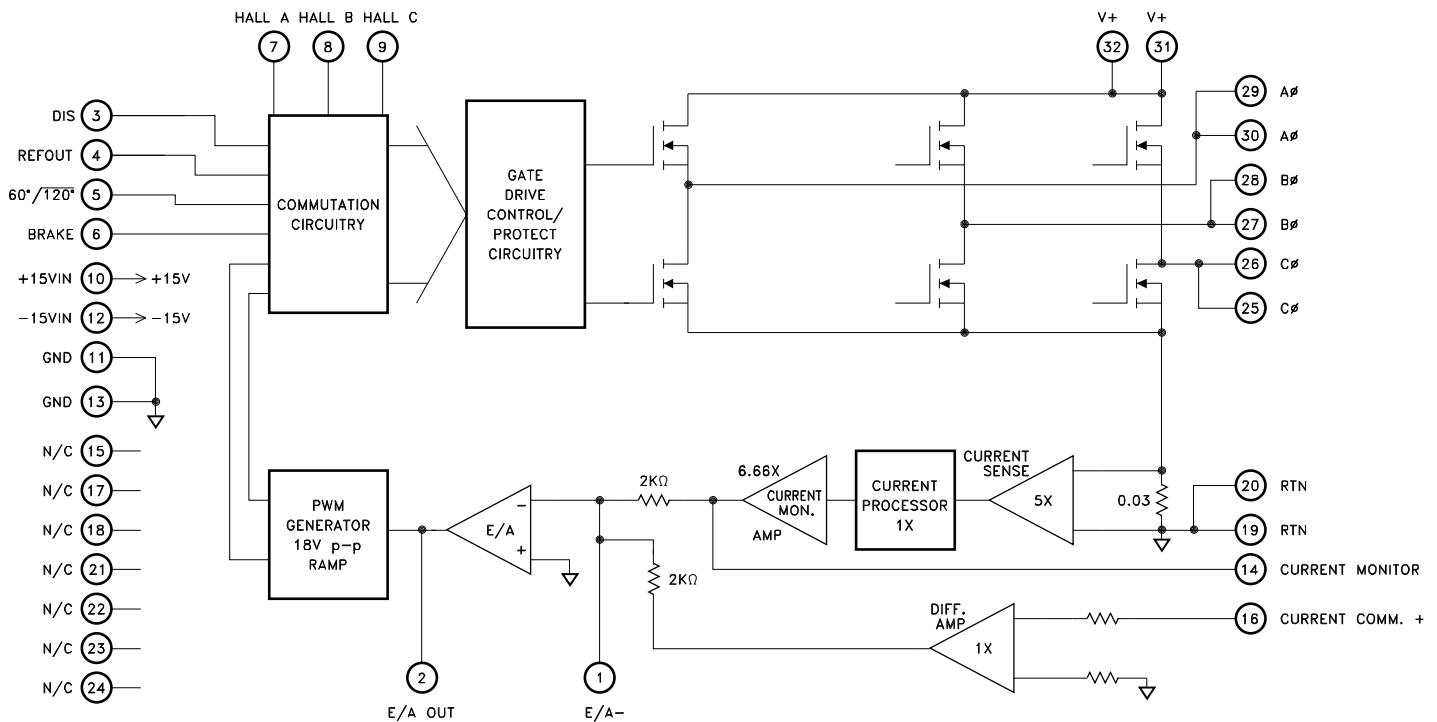 HALL A HALL B HALL C
7 8 9
V+ V+
32 31
DIS 3
REFOUT 4
60°/120° 5
BRAKE 6
+15VIN 10 +15V
-15VIN 12 -15V
GND 11
GND 13
N/C 15
N/C 17
N/C 18
N/C 21
N/C 22
N/C 23
N/C 24
COMMUTATION
CIRCUITRY
GATE
DRIVE
CONTROL/
PROTECT
CIRCUITRY
29 AØ
30 AØ
28 BØ
27 BØ
26 CØ
25 CØ
PWM
GENERATOR
18V p-p
RAMP
E/A
-
+
2KΩ
2KΩ
6.66X
CURRENT
MON.
AMP
CURRENT
PROCESSOR
1X
CURRENT
SENSE
5X
0.03
20 RTN
19 RTN
14 CURRENT MONITOR
16 CURRENT COMM. +
DIFF.
AMP
1X
2
E/A OUT
1
E/A-